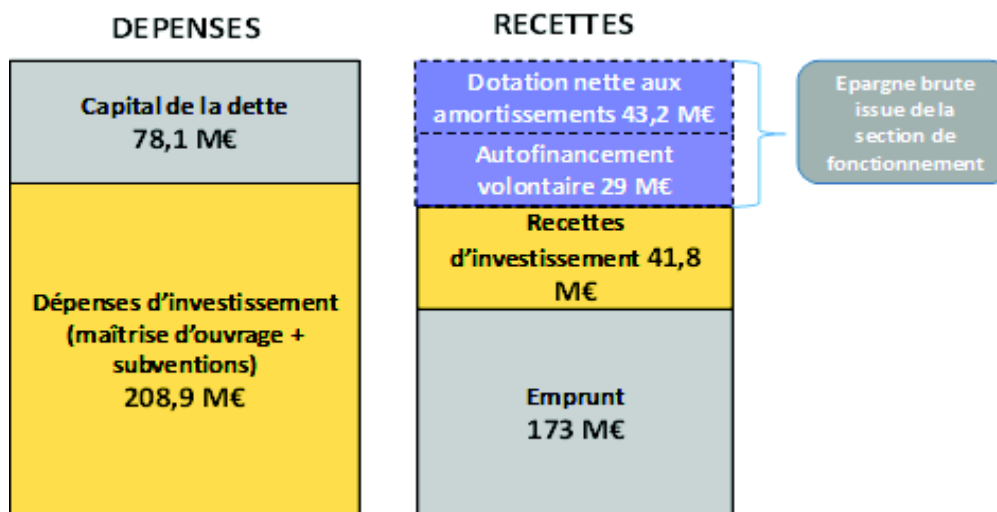 DEPENSES
RECETTES
Capital de la dette
78,1 M€
Dépenses d'investissement
(maîtrise d'ouvrage +
subventions)
208,9 M€
Dotation nette aux
amortissements 43,2 M€
Autofinancement
volontaire 29 M€
Recettes
d'investissement 41,8
M€
Emprunt
173 M€
Epargne brute
issue de la
section de
fonctionnement